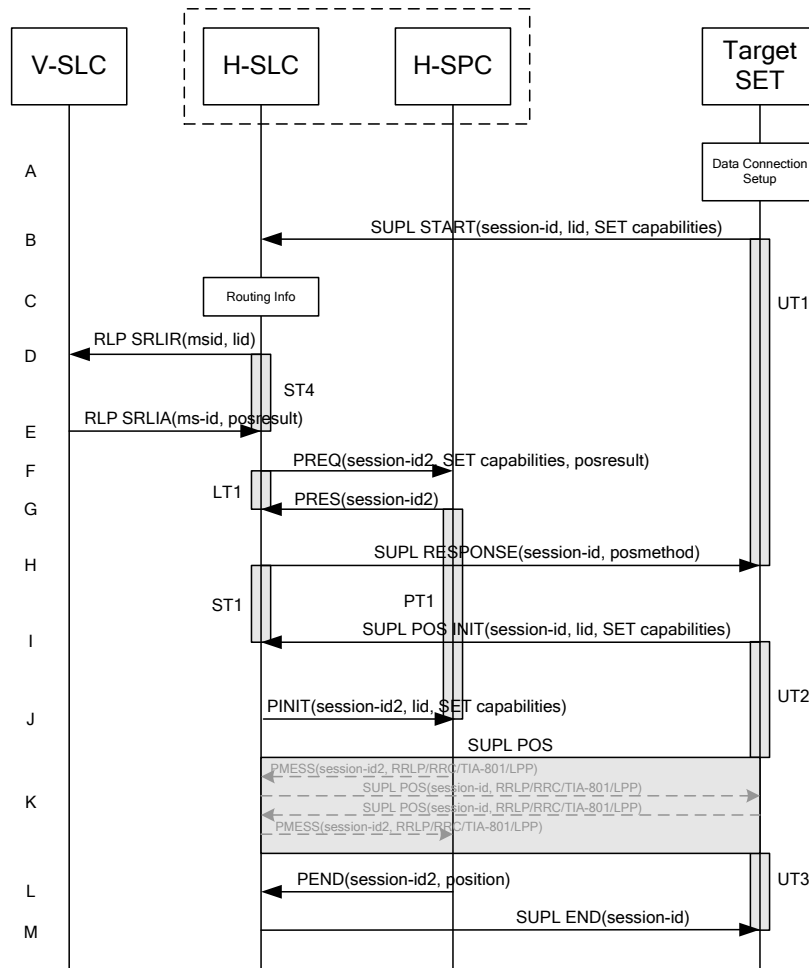 V-SLC
H-SLC
H-SPC
Target
SET
A
Data Connection
Setup
B
SUPL START(session-id, lid, SET capabilities)
C
Routing Info
UT1
D
RLP SRLIR(msid, lid)
ST4
E
RLP SRLIA(ms-id, posresult)
F
PREQ(session-id2, SET capabilities, posresult)
LT1
G
PRES(session-id2)
H
SUPL RESPONSE(session-id, posmethod)
ST1
PT1
I
SUPL POS INIT(session-id, lid, SET capabilities)
UT2
J
PINIT(session-id2, lid, SET capabilities)
SUPL POS
PMESS(session-id2, RRLP/RRC/TIA-801/LPP)
K
SUPL POS(session-id, RRLP/RRC/TIA-801/LPP)
SUPL POS(session-id, RRLP/RRC/TIA-801/LPP)
PMESS(session-id2, RRLP/RRC/TIA-801/LPP)
L
PEND(session-id2, position)
UT3
M
SUPL END(session-id)